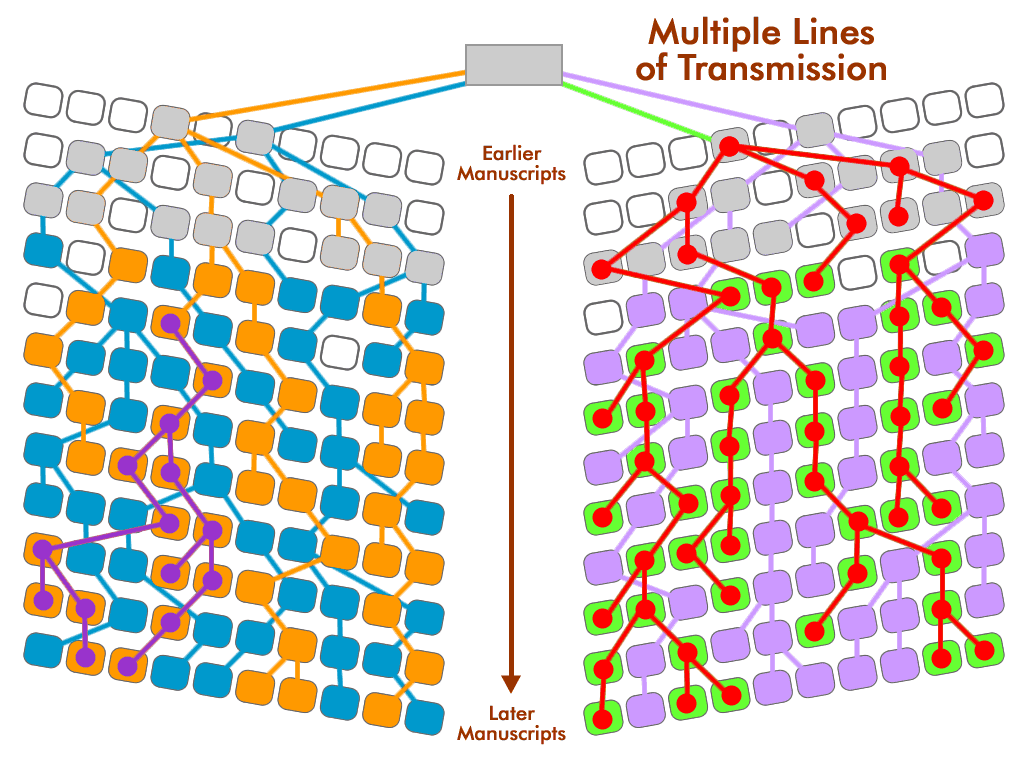 Multiple Lines
of Transmission
Earlier
Manuscripts
Later
Manuscripts